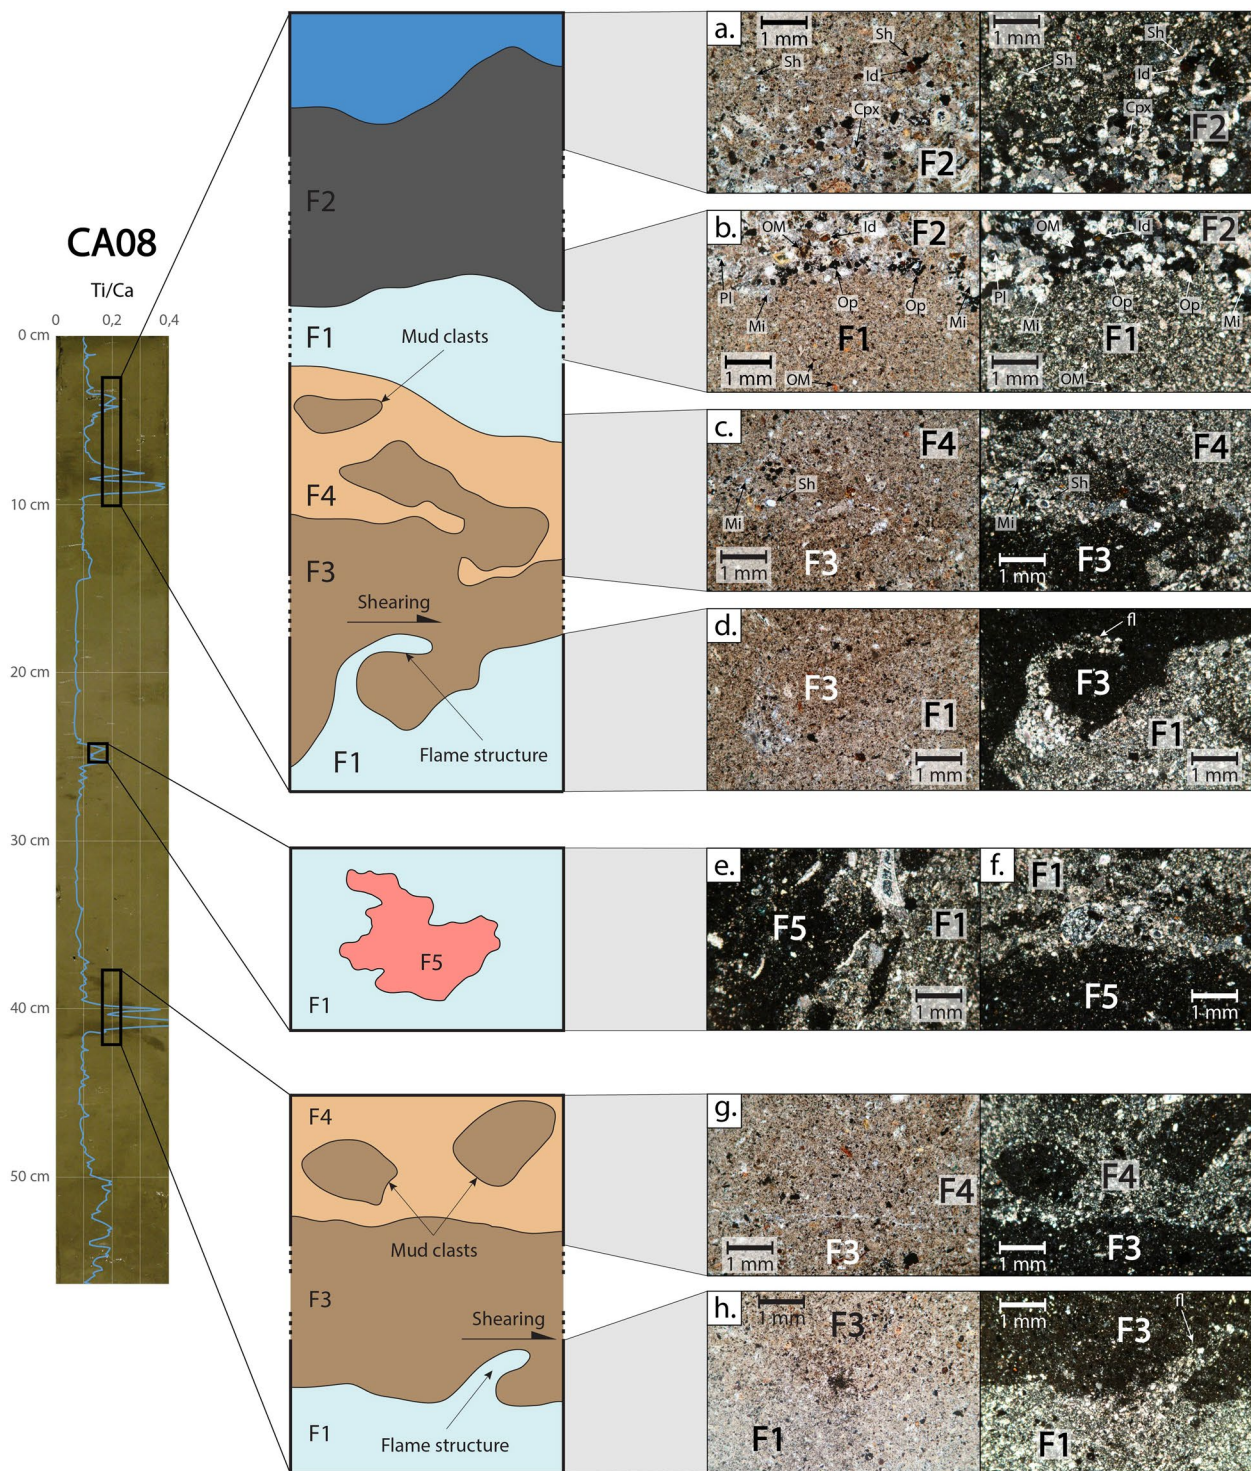 CA08
Ti/Ca
0
0,2
0,4
0 cm
10 cm
20 cm
30 cm
40 cm
50 cm
F2
F1
Mud clasts
F4
F3
Shearing
Flame structure
F1
F5
F1
F4
Mud clasts
F3
Shearing
Flame structure
F1
a.
1 mm
Sh
Sh
Id
Cpx
F2
1 mm
Sh
Sh
Id
Cpx
F2
b.
OM
Id
F2
Pl
Mi
Op
Op
Mi
F1
1 mm
OM
OM
Id
F2
Pl
Mi
Op
Op
Mi
F1
1 mm
OM
c.
F4
Sh
Mi
F3
1 mm
F4
Sh
Mi
F3
1 mm
d.
F3
F1
1 mm
fl
F3
F1
1 mm
e.
F5
F1
1 mm
f.
F1
F5
1 mm
g.
F4
F3
1 mm
F4
F3
1 mm
h.
1 mm
F3
F1
1 mm
fl
F3
F1